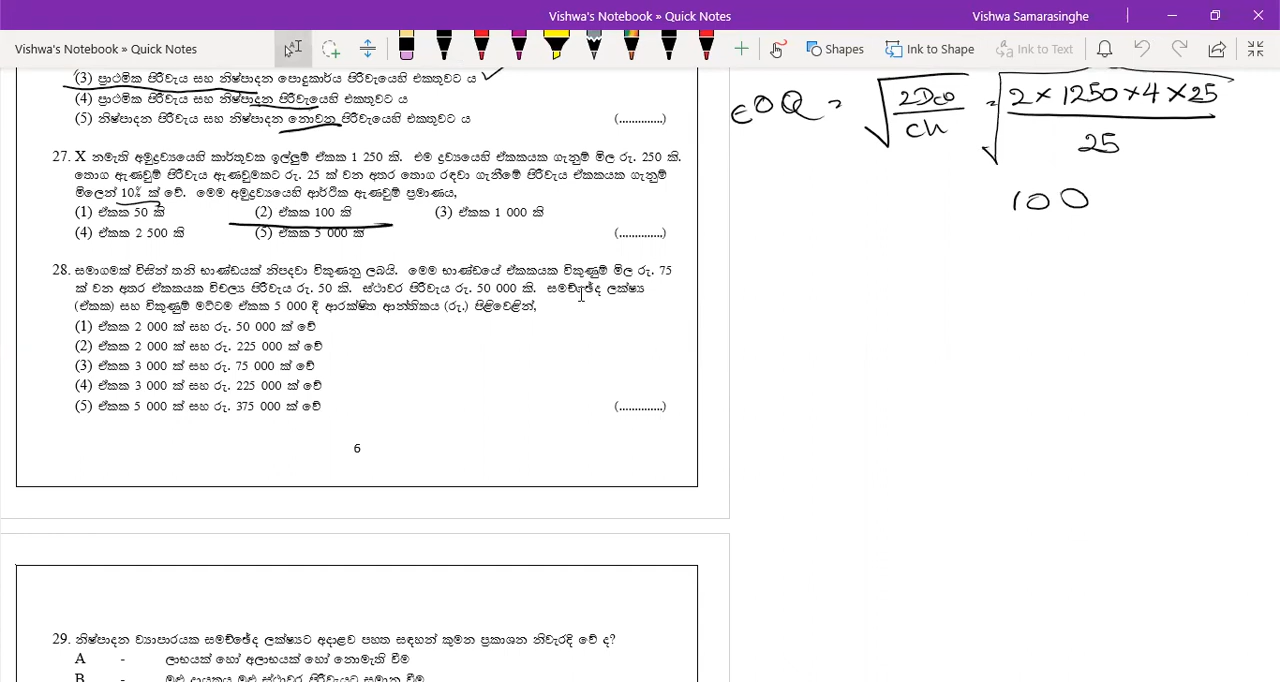 Vishwa's Notebook » Quick Notes
Vishwa Samarasinghe
Vishwa's Notebook » Quick Notes
Shapes
Ink to Shape
Ink to Text
(3) ප්‍රාථමික පිරිවැය සහ නිෂ්පාදන පොදුකාර්ය පිරිවැයෙහි එකතුවට ය
(4) ප්‍රාථමික පිරිවැය සහ නිෂ්පාදන පිරිවැයෙහි එකතුවට ය
(5) නිෂ්පාදන පිරිවැය සහ නිෂ්පාදන නොවන පිරිවැයෙහි එකතුවට ය (.............)
27. X නමැති අමුද්‍රව්‍යයෙහි කාර්තුවක ඉල්ලුම ඒකක 1 250 කි. එම ද්‍රව්‍යයෙහි ඒකකයක ගැනුම් මිල රු. 250 කි.
තොග ඇණවුම් පිරිවැය ඇණවුමකට රු. 25 ක් වන අතර තොග රඳවා ගැනීමේ පිරිවැය ඒකකයක ගැනුම්
මිලෙන් 10% ක් වේ. මෙම අමුද්‍රව්‍යයෙහි ආර්ථික ඇණවුම් ප්‍රමාණය,
(1) ඒකක 50 කි (2) ඒකක 100 කි (3) ඒකක 1 000 කි
(4) ඒකක 2 500 කි (5) ඒකක 5 000 කි (.............)
28. සමාගමක් විසින් තනි භාණ්ඩයක් නිපදවා විකුණනු ලබයි. මෙම භාණ්ඩයේ ඒකකයක විකුණුම් මිල රු. 75
ක් වන අතර ඒකකයක විචල්‍ය පිරිවැය රු. 50 කි. ස්ථාවර පිරිවැය රු. 50 000 කි. සමච්ඡේද ලක්ෂ්‍ය
(ඒකක) සහ විකුණුම් මට්ටම ඒකක 5 000 දී ආරක්ෂිත ආන්තිකය (රු.) පිළිවෙළින්,
(1) ඒකක 2 000 ක් සහ රු. 50 000 ක් වේ
(2) ඒකක 2 000 ක් සහ රු. 225 000 ක් වේ
(3) ඒකක 3 000 ක් සහ රු. 75 000 ක් වේ
(4) ඒකක 3 000 ක් සහ රු. 225 000 ක් වේ
(5) ඒකක 5 000 ක් සහ රු. 375 000 ක් වේ (.............)
6
29. නිෂ්පාදන ව්‍යාපාරයක සමච්ඡේද ලක්ෂ්‍යට අදාළව පහත සඳහන් කුමන ප්‍රකාශන නිවැරදි වේ ද?
A - ලාභයක් හෝ අලාභයක් හෝ නොමැති වීම
B - මුළු දායකය මුළු ස්ථාවර පිරිවැයට සමාන වීම
EOQ = √2Dco/ch = √2 × 1250 × 4 × 25/25
100